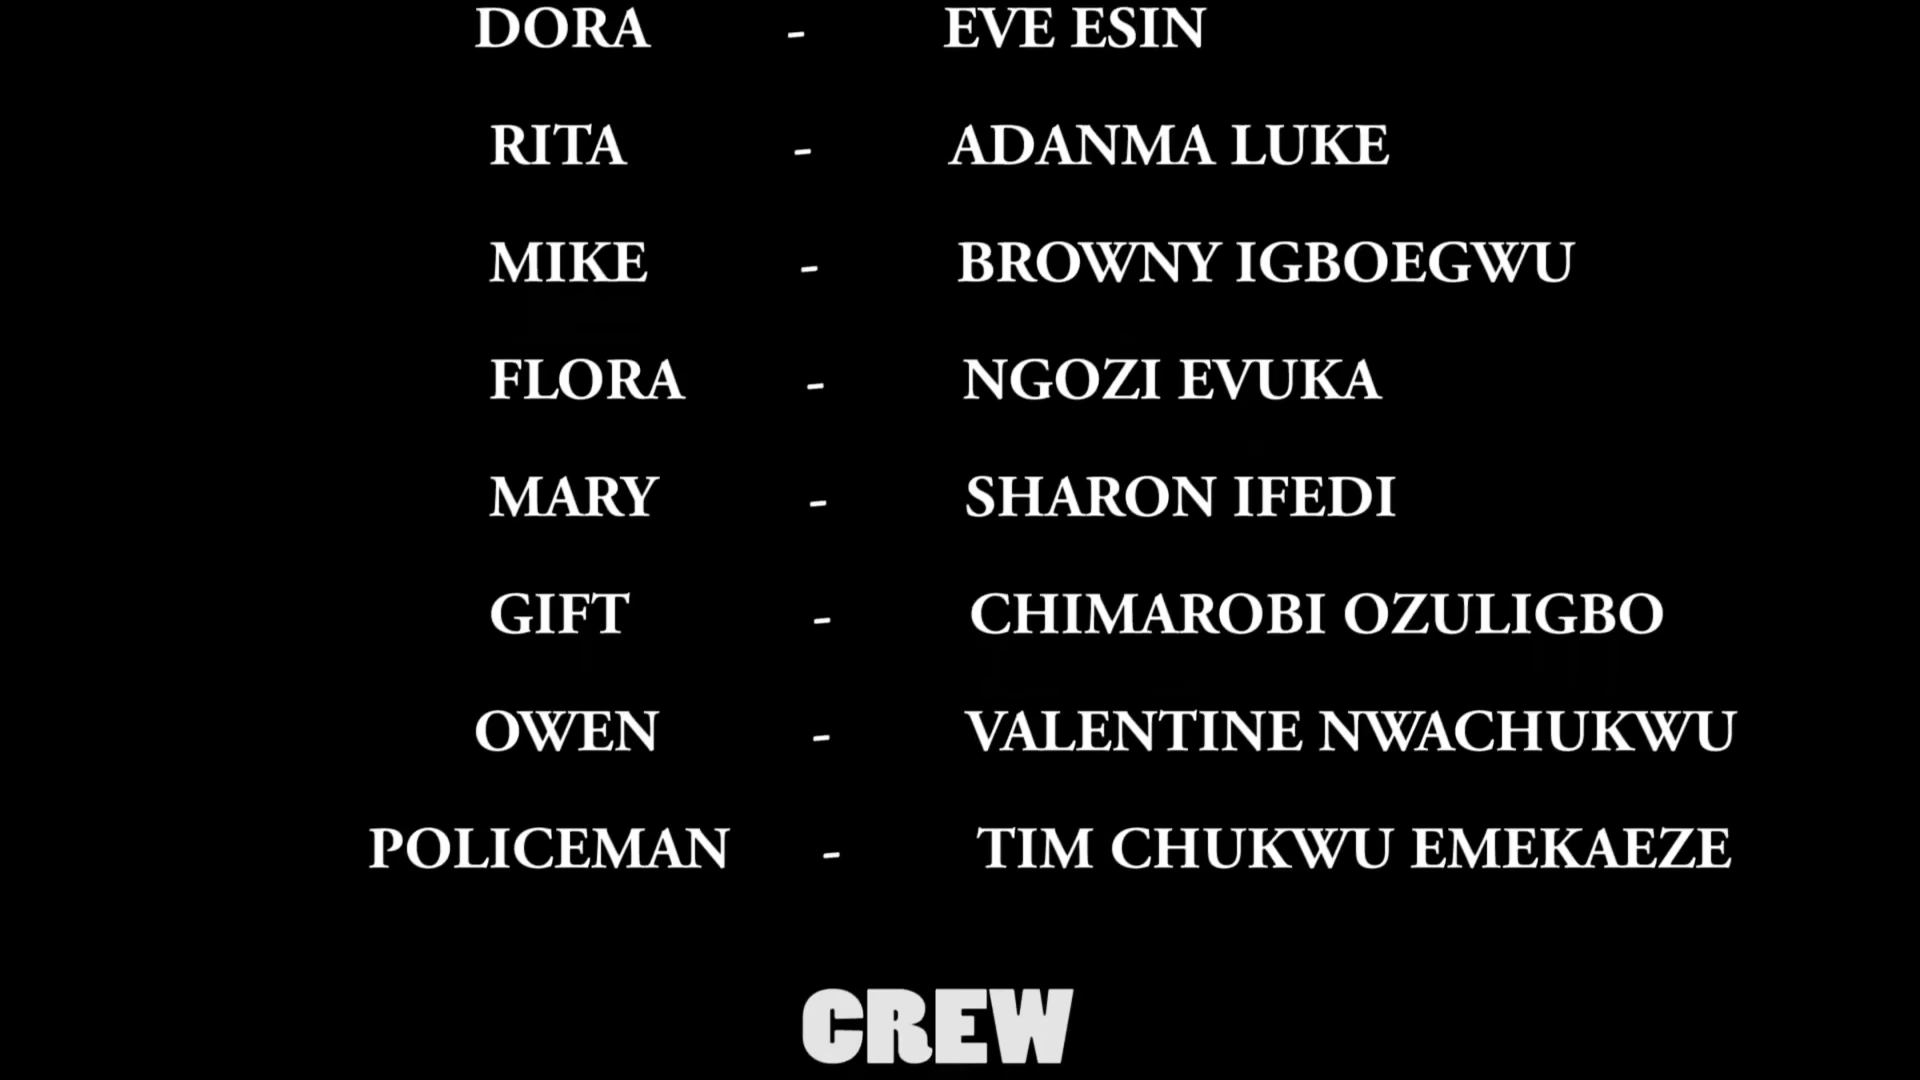 DORA - EVE ESIN
RITA - ADANMA LUKE
MIKE - BROWNY IGBOEGWU
FLORA - NGOZI EVUKA
MARY - SHARON IFEDI
GIFT - CHIMAROBI OZULIGBO
OWEN - VALENTINE NWACHUKWU
POLICEMAN - TIM CHUKWU EMEKAEZE
CREW